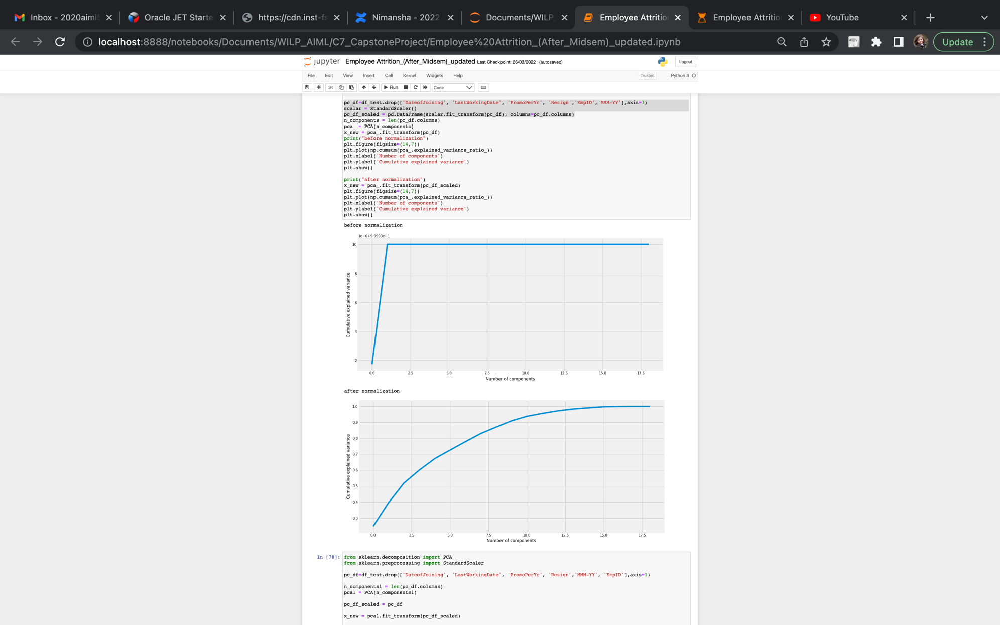 Inbox - 2020aiml5
Oracle JET Starte
https://cdn.inst-fs
Nimansha - 2022
Documents/WILP_
Employee Attritio
Employee Attritio
YouTube
localhost:8888/notebooks/Documents/WILP_AIML/C7_CapstoneProject/Employee%20Attrition_(After_Midsem)_updated.ipynb
Update
jupyter Employee Attrition_(After_Midsem)_updated Last Checkpoint: 26/03/2022 (autosaved)
Logout
File Edit View Insert Cell Kernel Widgets Help
Trusted
Python 3
Run
Code
pc_df=df_test.drop(['DateofJoining', 'LastWorkingDate', 'PromoPerYr', 'Resign','EmpID','MMM-YY'],axis=1)
scalar = StandardScaler()
pc_df_scaled = pd.DataFrame(scalar.fit_transform(pc_df), columns=pc_df.columns)
n_components = len(pc_df.columns)
pca_ = PCA(n_components)
x_new = pca_.fit_transform(pc_df)
print("before normalization")
plt.figure(figsize=(14,7))
plt.plot(np.cumsum(pca_.explained_variance_ratio_))
plt.xlabel('Number of components')
plt.ylabel('Cumulative explained variance')
plt.show()
print("after normalization")
x_new = pca_.fit_transform(pc_df_scaled)
plt.figure(figsize=(14,7))
plt.plot(np.cumsum(pca_.explained_variance_ratio_))
plt.xlabel('Number of components')
plt.ylabel('Cumulative explained variance')
plt.show()
before normalization
1e-6+9.9999e-1
10
8
6
4
2
Cumulative explained variance
0.0 2.5 5.0 7.5 10.0 12.5 15.0 17.5
Number of components
after normalization
1.0
0.9
0.8
0.7
0.6
0.5
0.4
0.3
Cumulative explained variance
0.0 2.5 5.0 7.5 10.0 12.5 15.0 17.5
Number of components
In [78]:
from sklearn.decomposition import PCA
from sklearn.preprocessing import StandardScaler
pc_df=df_test.drop(['DateofJoining', 'LastWorkingDate', 'PromoPerYr', 'Resign','MMM-YY', 'EmpID'],axis=1)
n_components1 = len(pc_df.columns)
pca1 = PCA(n_components1)
pc_df_scaled = pc_df
x_new = pca1.fit_transform(pc_df_scaled)